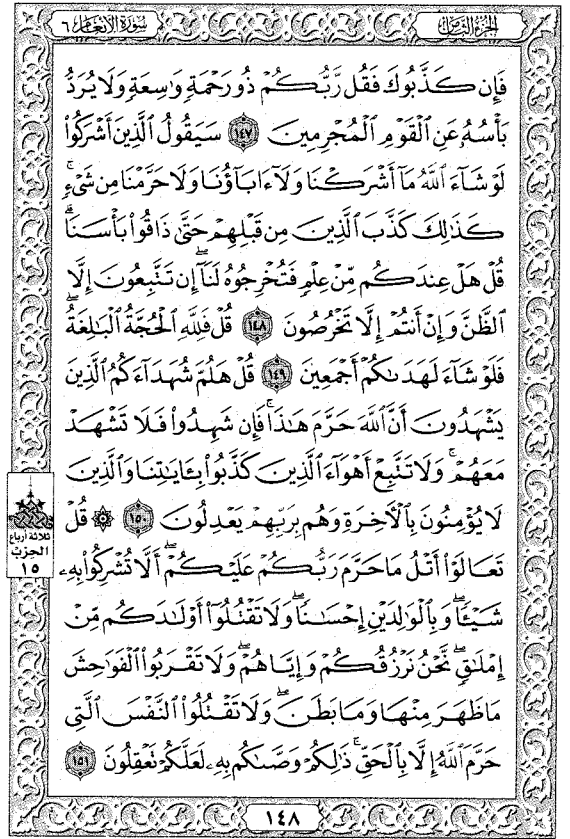 الجزء الثامن
سورة الأنعام ٦
فَإِن كَذَّبُوكَ فَقُل رَّبُّكُمْ ذُو رَحْمَةٍ وَٰسِعَةٍ وَلَا يُرَدُّ
بَأْسُهُۥ عَنِ ٱلْقَوْمِ ٱلْمُجْرِمِينَ ١٤٧ سَيَقُولُ ٱلَّذِينَ أَشْرَكُوا۟
لَوْ شَآءَ ٱللَّهُ مَآ أَشْرَكْنَا وَلَآ ءَابَآؤُنَا وَلَا حَرَّمْنَا مِن شَىْءٍ ۚ
كَذَٰلِكَ كَذَّبَ ٱلَّذِينَ مِن قَبْلِهِمْ حَتَّىٰ ذَاقُوا۟ بَأْسَنَا ۗ
قُلْ هَلْ عِندَكُم مِّنْ عِلْمٍ فَتُخْرِجُوهُ لَنَآ ۖ إِن تَتَّبِعُونَ إِلَّا
ٱلظَّنَّ وَإِنْ أَنتُمْ إِلَّا تَخْرُصُونَ ١٤٨ قُلْ فَلِلَّهِ ٱلْحُجَّةُ ٱلْبَٰلِغَةُ ۖ
فَلَوْ شَآءَ لَهَدَىٰكُمْ أَجْمَعِينَ ١٤٩ قُلْ هَلُمَّ شُهَدَآءَكُمُ ٱلَّذِينَ
يَشْهَدُونَ أَنَّ ٱللَّهَ حَرَّمَ هَٰذَا ۖ فَإِن شَهِدُوا۟ فَلَا تَشْهَدْ
مَعَهُمْ ۚ وَلَا تَتَّبِعْ أَهْوَآءَ ٱلَّذِينَ كَذَّبُوا۟ بِـَٔايَٰتِنَا وَٱلَّذِينَ
لَا يُؤْمِنُونَ بِٱلْـَٔاخِرَةِ وَهُم بِرَبِّهِمْ يَعْدِلُونَ ١٥٠ ۞ قُلْ
تَعَالَوْا۟ أَتْلُ مَا حَرَّمَ رَبُّكُمْ عَلَيْكُمْ ۖ أَلَّا تُشْرِكُوا۟ بِهِۦ
شَيْـًٔا ۖ وَبِٱلْوَٰلِدَيْنِ إِحْسَٰنًا ۖ وَلَا تَقْتُلُوٓا۟ أَوْلَٰدَكُم مِّنْ
إِمْلَٰقٍ ۖ نَّحْنُ نَرْزُقُكُمْ وَإِيَّاهُمْ ۖ وَلَا تَقْرَبُوا۟ ٱلْفَوَٰحِشَ
مَا ظَهَرَ مِنْهَا وَمَا بَطَنَ ۖ وَلَا تَقْتُلُوا۟ ٱلنَّفْسَ ٱلَّتِى
حَرَّمَ ٱللَّهُ إِلَّا بِٱلْحَقِّ ۚ ذَٰلِكُمْ وَصَّىٰكُم بِهِۦ لَعَلَّكُمْ تَعْقِلُونَ ١٥١
ثلاثة أرباع
الحزب
١٥
١٤٨